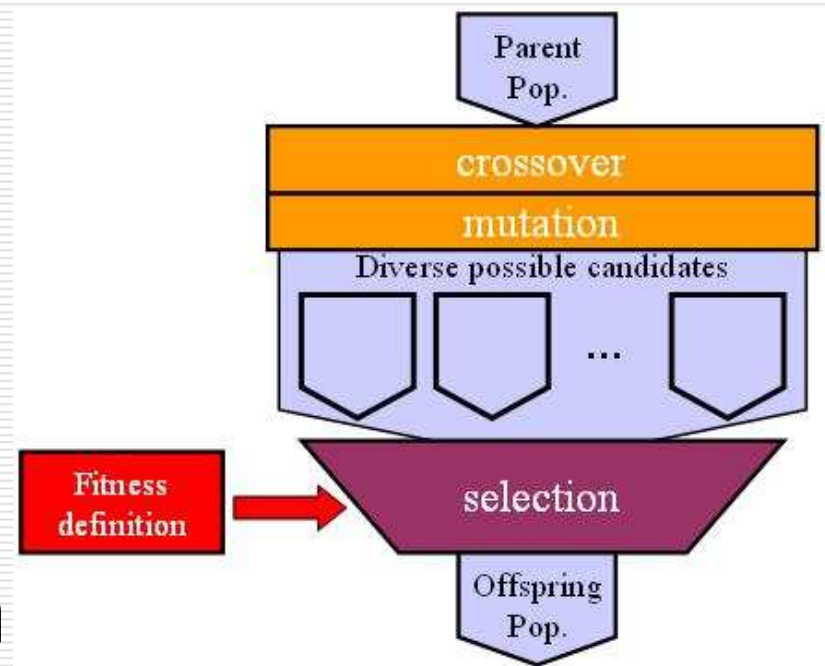 Parent
Pop.
crossover
mutation
Diverse possible candidates
...
Fitness
definition
selection
Offspring
Pop.